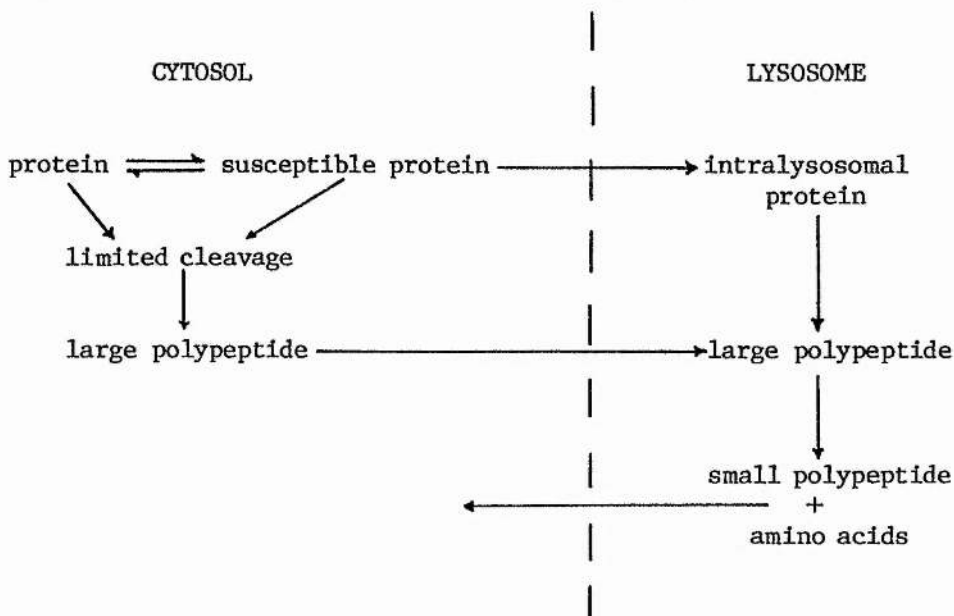 CYTOSOL LYSOSOME
protein susceptible protein intralysosomal
protein
limited cleavage
large polypeptide large polypeptide
small polypeptide
+
amino acids